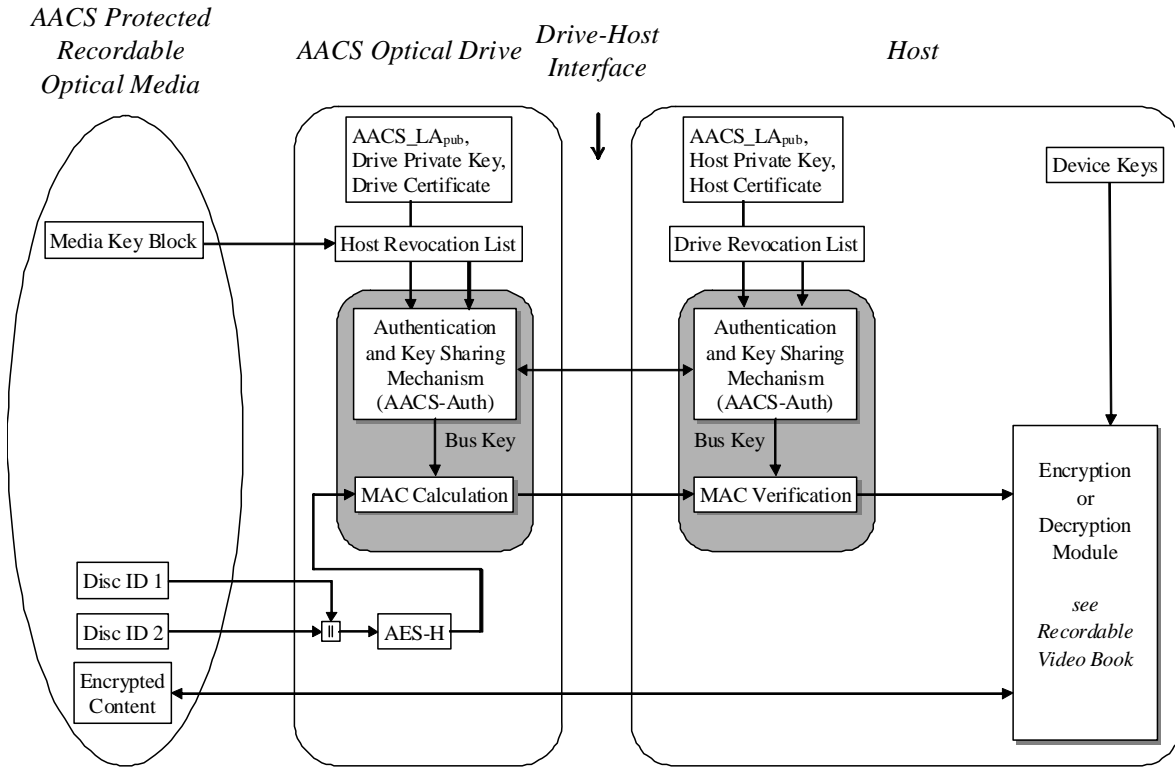 AACS Protected
Recordable
Optical Media
AACS Optical Drive
Drive-Host
Interface
Host
AACS_LApub,
Drive Private Key,
Drive Certificate
AACS_LApub,
Host Private Key,
Host Certificate
Device Keys
Media Key Block
Host Revocation List
Drive Revocation List
Authentication
and Key Sharing
Mechanism
(AACS-Auth)
Authentication
and Key Sharing
Mechanism
(AACS-Auth)
Bus Key
Bus Key
MAC Calculation
MAC Verification
Encryption
or
Decryption
Module
see
Recordable
Video Book
Disc ID 1
Disc ID 2
||
AES-H
Encrypted
Content